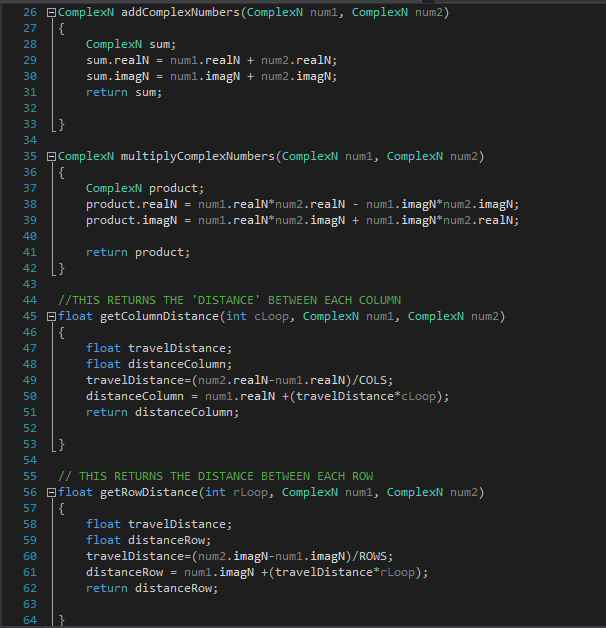 26 ComplexN addComplexNumbers(ComplexN num1, ComplexN num2)
27 {
28 ComplexN sum;
29 sum.realN = num1.realN + num2.realN;
30 sum.imagN = num1.imagN + num2.imagN;
31 return sum;
32
33 }
34
35 ComplexN multiplyComplexNumbers(ComplexN num1, ComplexN num2)
36 {
37 ComplexN product;
38 product.realN = num1.realN*num2.realN - num1.imagN*num2.imagN;
39 product.imagN = num1.realN*num2.imagN + num1.imagN*num2.realN;
40
41 return product;
42 }
43
44 //THIS RETURNS THE 'DISTANCE' BETWEEN EACH COLUMN
45 float getColumnDistance(int cLoop, ComplexN num1, ComplexN num2)
46 {
47 float travelDistance;
48 float distanceColumn;
49 travelDistance=(num2.realN-num1.realN)/COLS;
50 distanceColumn = num1.realN +(travelDistance*cLoop);
51 return distanceColumn;
52
53 }
54
55 // THIS RETURNS THE DISTANCE BETWEEN EACH ROW
56 float getRowDistance(int rLoop, ComplexN num1, ComplexN num2)
57 {
58 float travelDistance;
59 float distanceRow;
60 travelDistance=(num2.imagN-num1.imagN)/ROWS;
61 distanceRow = num1.imagN +(travelDistance*rLoop);
62 return distanceRow;
63
64 }